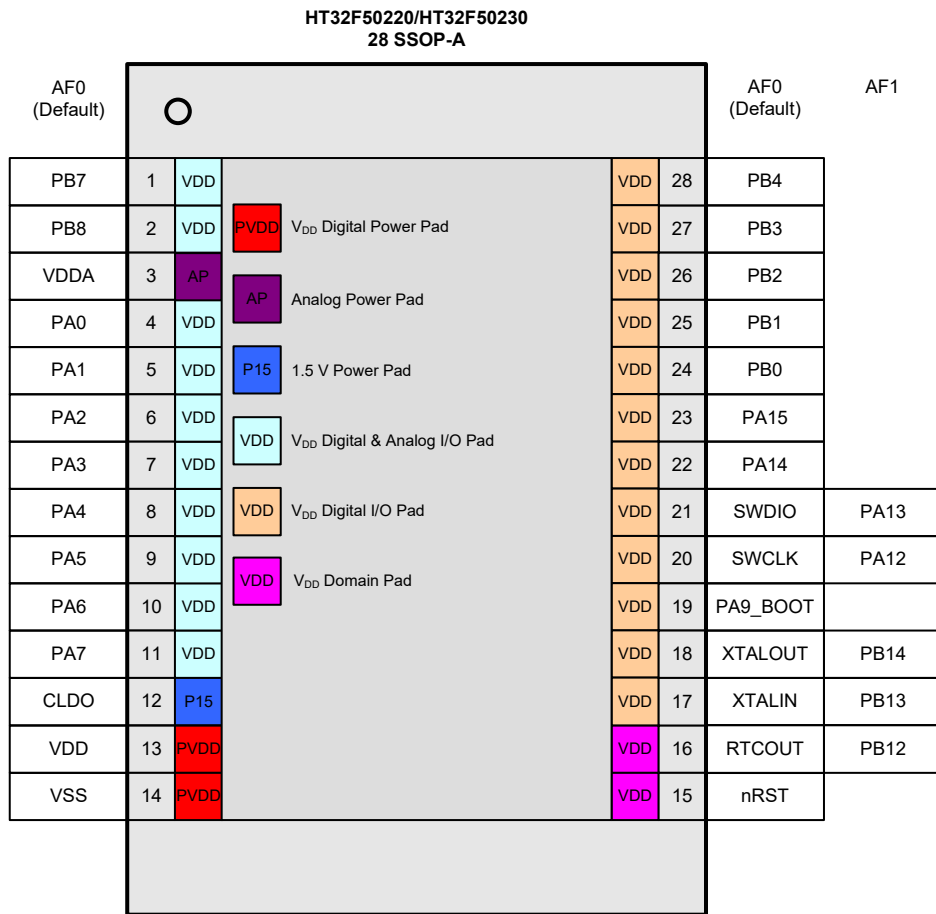 HT32F50220/HT32F50230
28 SSOP-A
AF0
(Default)
AF0
(Default)
AF1
PB7 1 VDD VDD 28 PB4
PB8 2 VDD PVDD VDD Digital Power Pad VDD 27 PB3
VDDA 3 AP AP Analog Power Pad VDD 26 PB2
PA0 4 VDD VDD 25 PB1
PA1 5 VDD P15 1.5 V Power Pad VDD 24 PB0
PA2 6 VDD VDD VDD Digital & Analog I/O Pad VDD 23 PA15
PA3 7 VDD VDD 22 PA14
PA4 8 VDD VDD VDD Digital I/O Pad VDD 21 SWDIO PA13
PA5 9 VDD VDD VDD Domain Pad VDD 20 SWCLK PA12
PA6 10 VDD VDD 19 PA9_BOOT
PA7 11 VDD VDD 18 XTALOUT PB14
CLDO 12 P15 VDD 17 XTALIN PB13
VDD 13 PVDD VDD 16 RTCOUT PB12
VSS 14 PVDD VDD 15 nRST